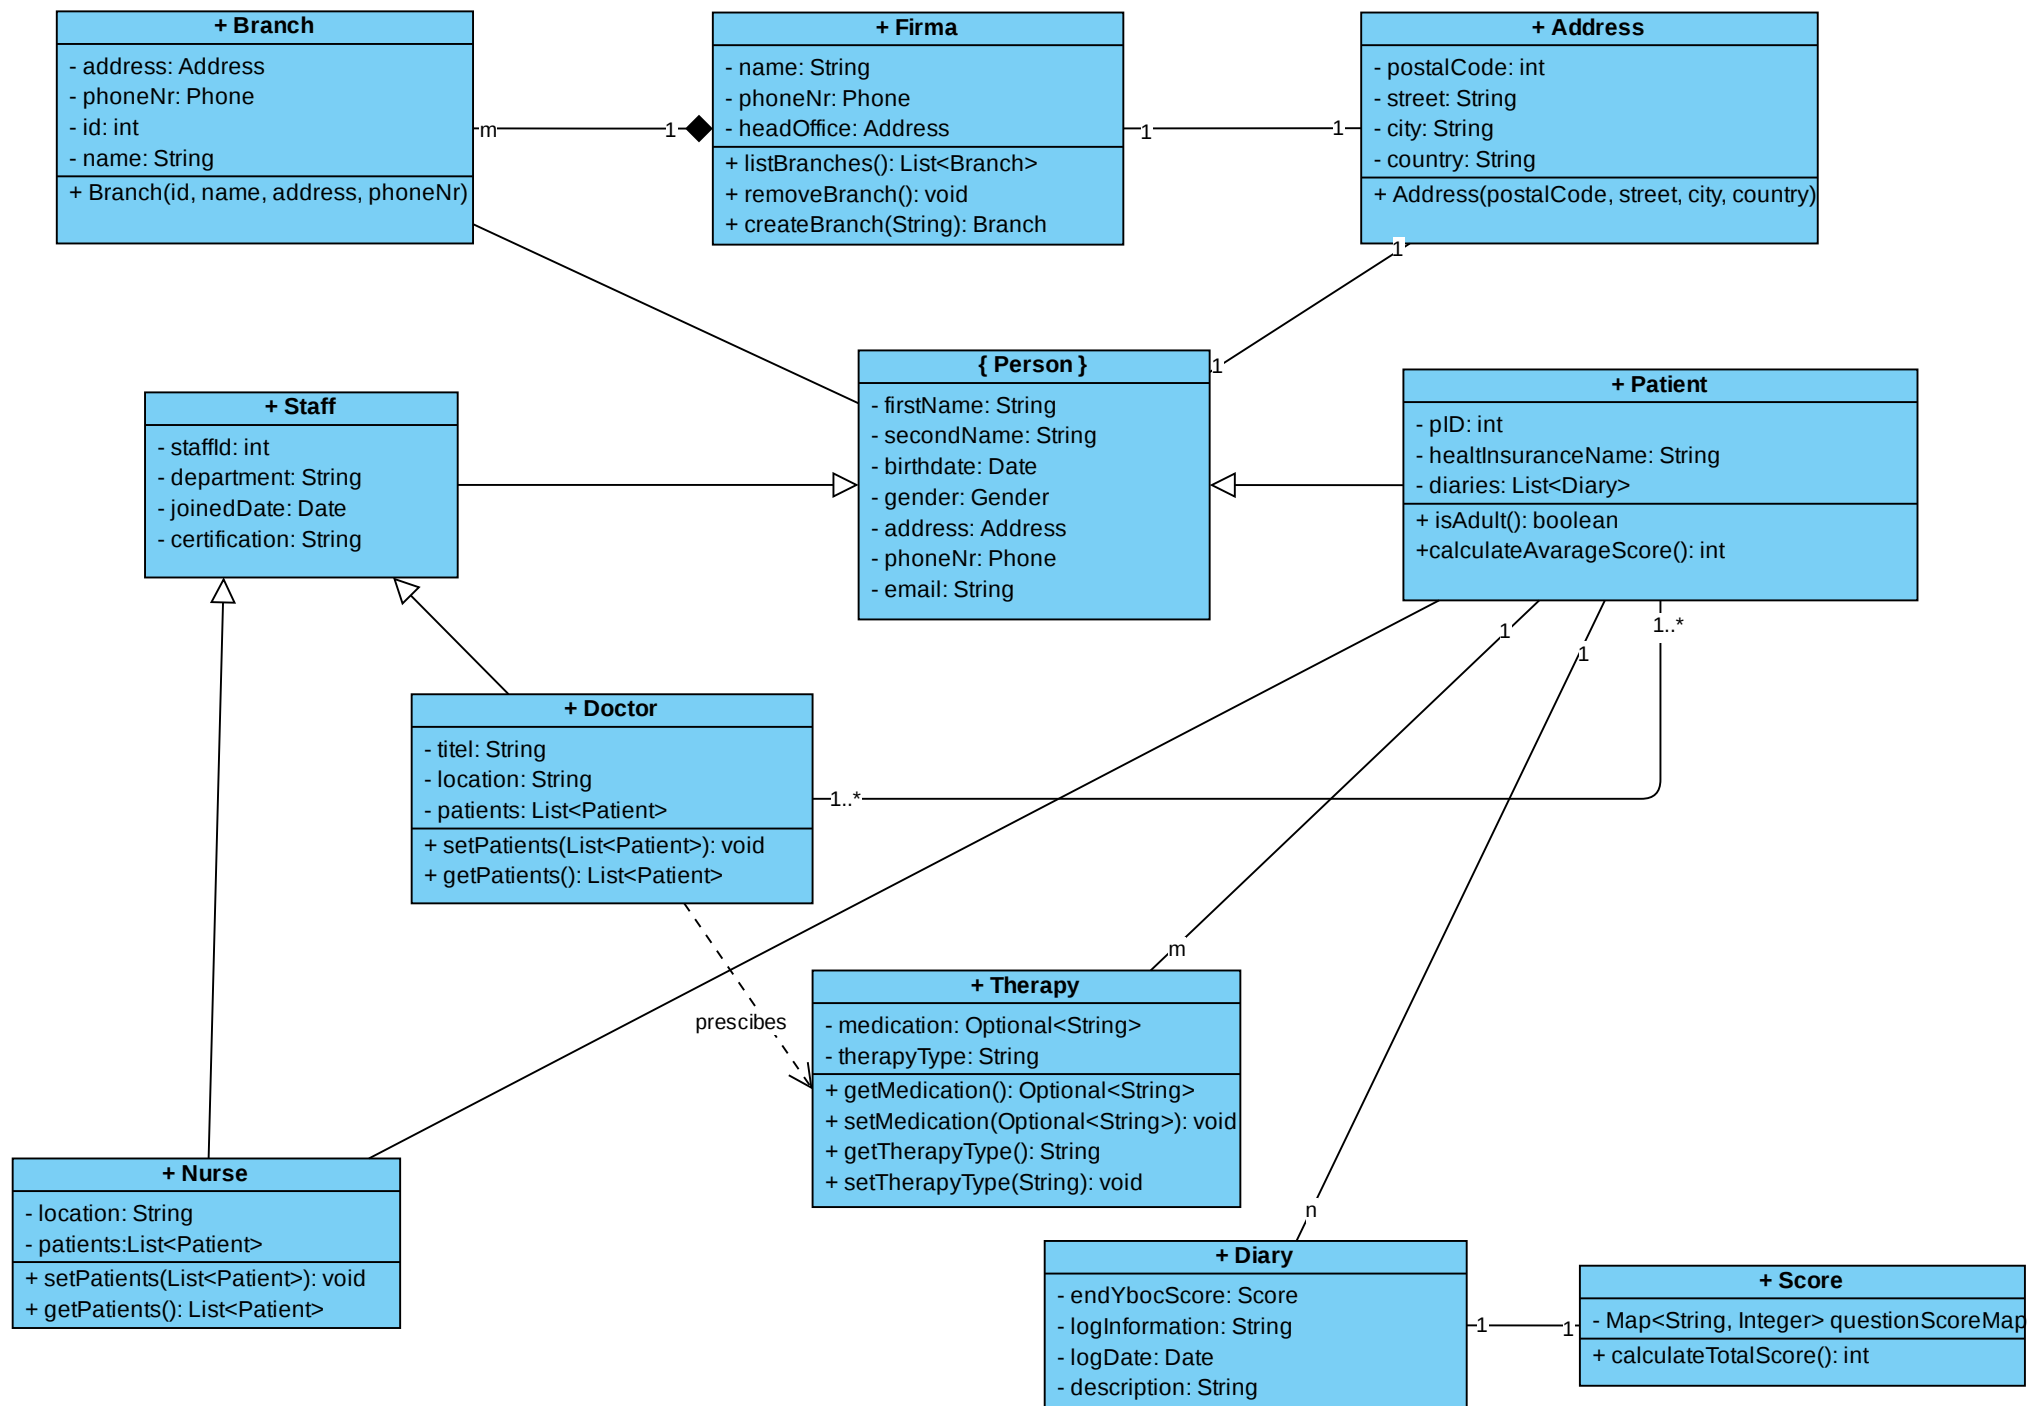 + Branch
- address: Address
- phoneNr: Phone
- id: int
- name: String
+ Branch(id, name, address, phoneNr)
m
1
+ Firma
- name: String
- phoneNr: Phone
- headOffice: Address
+ listBranches(): List<Branch>
+ removeBranch(): void
+ createBranch(String): Branch
1
1
+ Address
- postalCode: int
- street: String
- city: String
- country: String
+ Address(postalCode, street, city, country)
1
1
{ Person }
- firstName: String
- secondName: String
- birthdate: Date
- gender: Gender
- address: Address
- phoneNr: Phone
- email: String
+ Staff
- staffId: int
- department: String
- joinedDate: Date
- certification: String
+ Patient
- pID: int
- healtInsuranceName: String
- diaries: List<Diary>
+ isAdult(): boolean
+calculateAvarageScore(): int
1
1
1..*
+ Doctor
- titel: String
- location: String
- patients: List<Patient>
+ setPatients(List<Patient>): void
+ getPatients(): List<Patient>
1..*
prescibes
m
+ Therapy
- medication: Optional<String>
- therapyType: String
+ getMedication(): Optional<String>
+ setMedication(Optional<String>): void
+ getTherapyType(): String
+ setTherapyType(String): void
+ Nurse
- location: String
- patients:List<Patient>
+ setPatients(List<Patient>): void
+ getPatients(): List<Patient>
n
+ Diary
- endYbocScore: Score
- logInformation: String
- logDate: Date
- description: String
1
1
+ Score
- Map<String, Integer> questionScoreMap
+ calculateTotalScore(): int